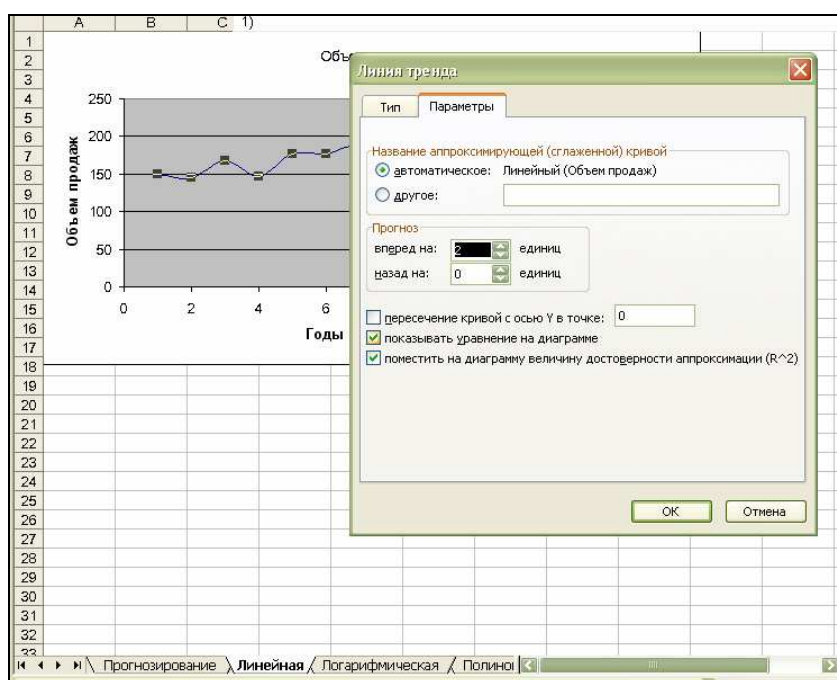 A B C 1)
1
2
3
4
5
6
7
8
9
10
11
12
13
14
15
16
17
18
19
20
21
22
23
24
25
26
27
28
29
30
31
32
33
250
200
150
100
50
0
0 2 4 6
Объем продаж
Годы
Линия тренда
Тип Параметры
Название аппроксимирующей (сглаженной) кривой
автоматическое: Линейный (Объем продаж)
другое:
Прогноз
вперед на: 2 единиц
назад на: 0 единиц
пересечение кривой с осью Y в точке: 0
показывать уравнение на диаграмме
поместить на диаграмму величину достоверности аппроксимации (R^2)
ОК Отмена
Прогнозирование Линейная Логарифмическая